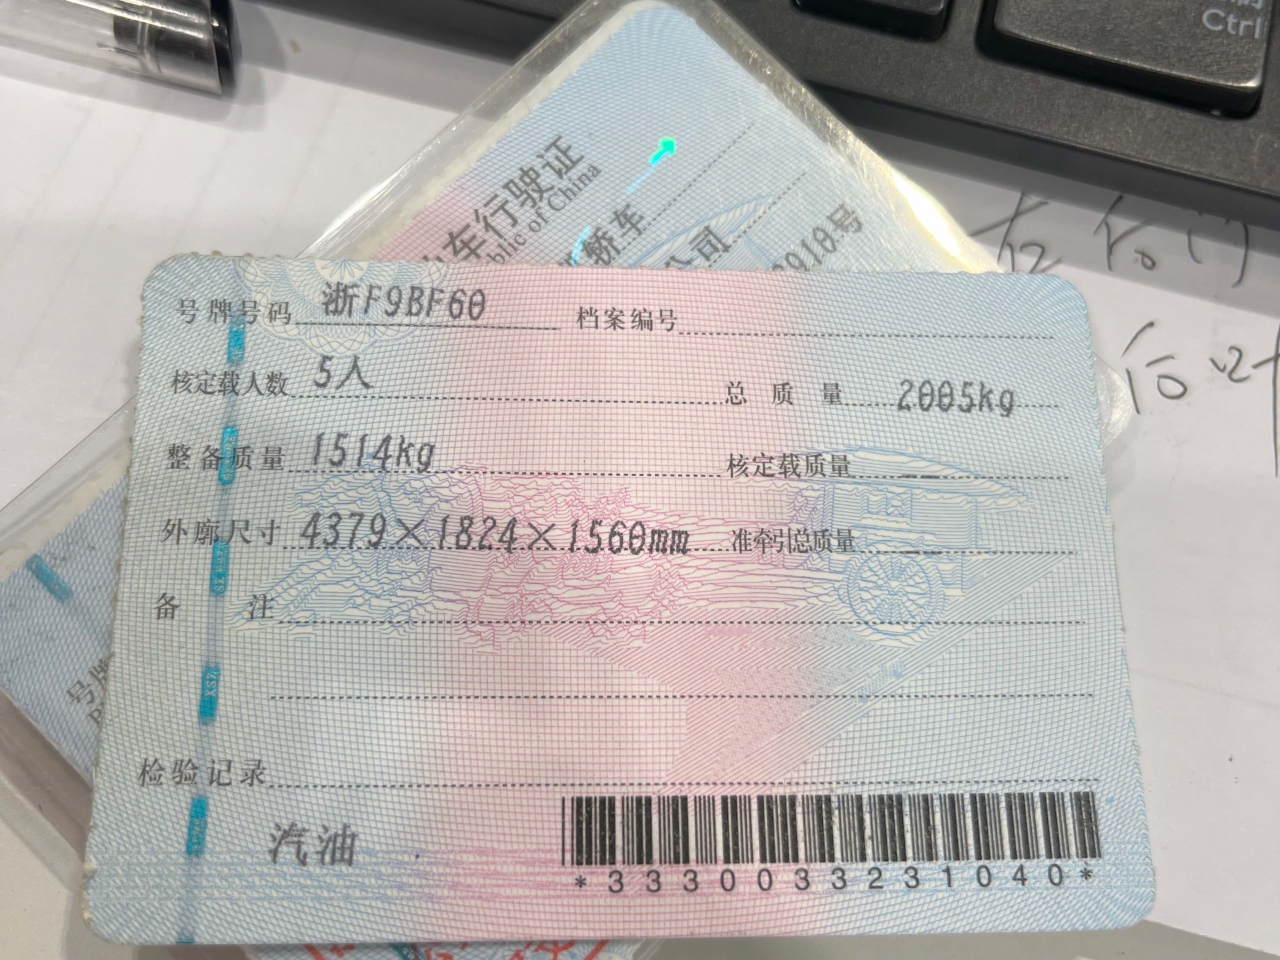 Ctrl
车行驶证
blic of China
轿车
公司
910号
号牌号码 浙F9BF60 档案编号
核定载人数 5人 总质量 2005kg
整备质量 1514kg 核定载质量 --
外廓尺寸 4379×1824×1560mm 准牵引总质量 --
备注
检验记录
汽油
*3330033231040*
号牌